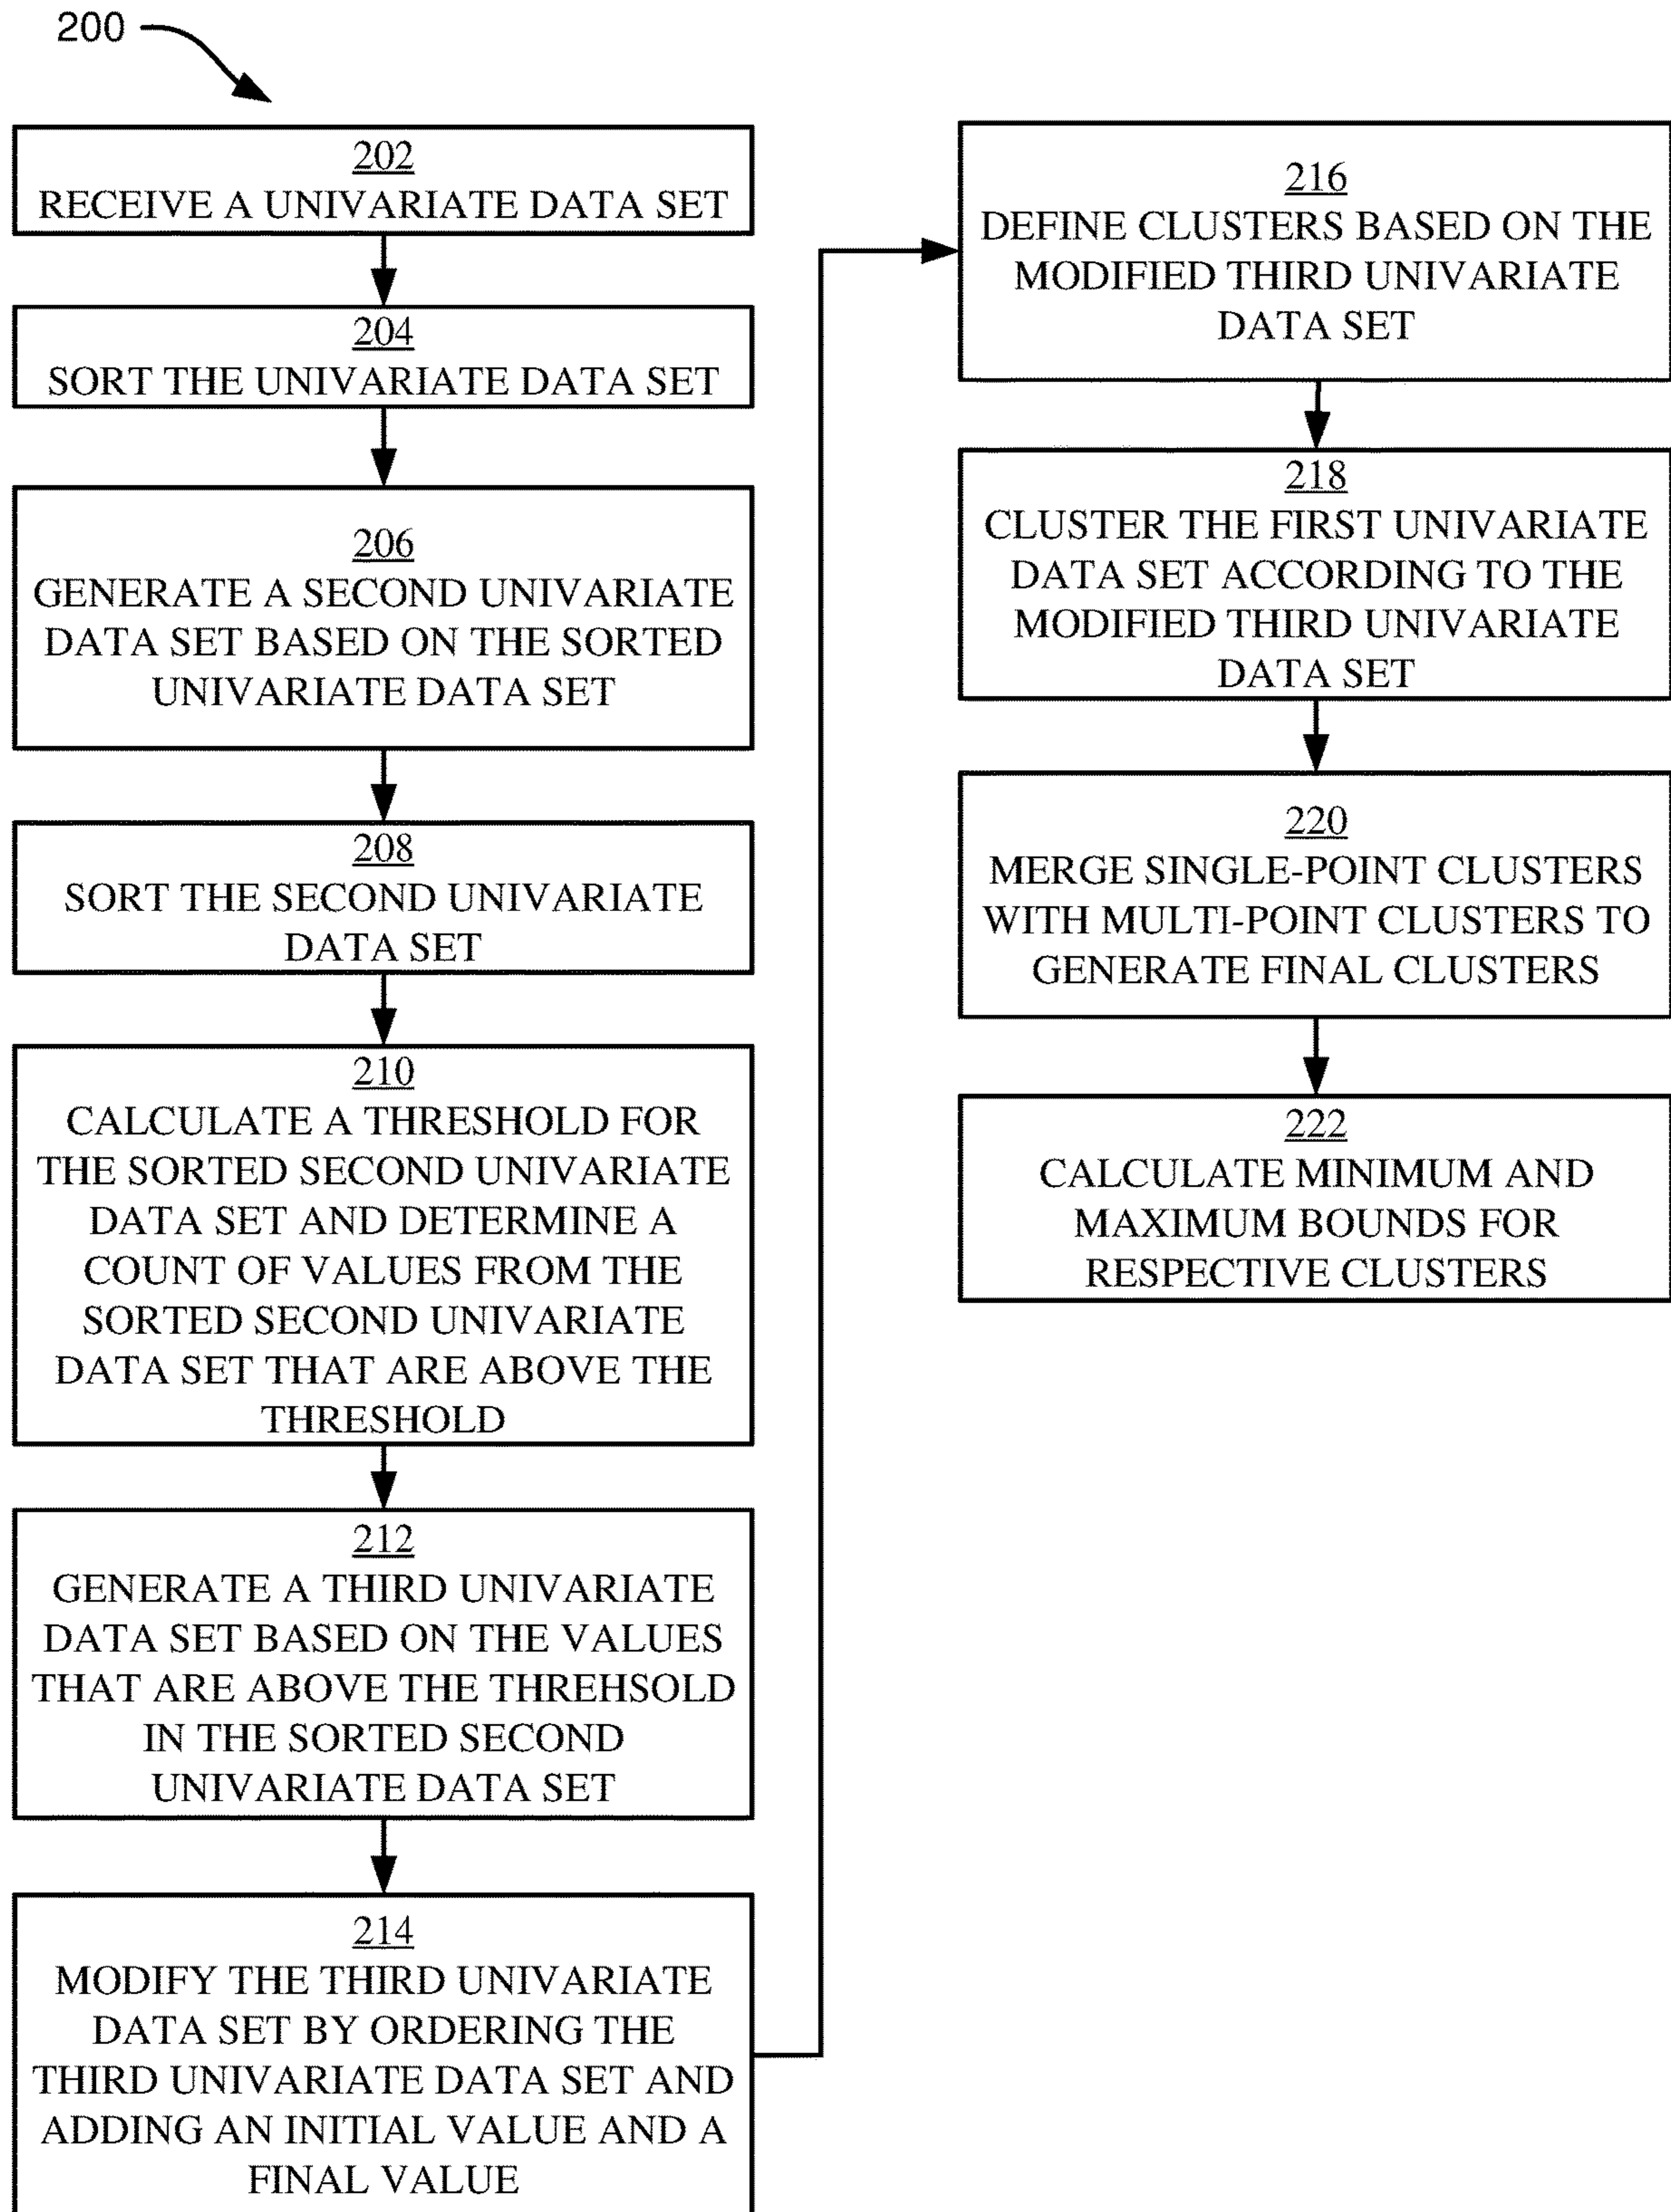 200
202
RECEIVE A UNIVARIATE DATA SET
204
SORT THE UNIVARIATE DATA SET
206
GENERATE A SECOND UNIVARIATE
DATA SET BASED ON THE SORTED
UNIVARIATE DATA SET
208
SORT THE SECOND UNIVARIATE
DATA SET
210
CALCULATE A THRESHOLD FOR
THE SORTED SECOND UNIVARIATE
DATA SET AND DETERMINE A
COUNT OF VALUES FROM THE
SORTED SECOND UNIVARIATE
DATA SET THAT ARE ABOVE THE
THRESHOLD
212
GENERATE A THIRD UNIVARIATE
DATA SET BASED ON THE VALUES
THAT ARE ABOVE THE THREHSOLD
IN THE SORTED SECOND
UNIVARIATE DATA SET
214
MODIFY THE THIRD UNIVARIATE
DATA SET BY ORDERING THE
THIRD UNIVARIATE DATA SET AND
ADDING AN INITIAL VALUE AND A
FINAL VALUE
216
DEFINE CLUSTERS BASED ON THE
MODIFIED THIRD UNIVARIATE
DATA SET
218
CLUSTER THE FIRST UNIVARIATE
DATA SET ACCORDING TO THE
MODIFIED THIRD UNIVARIATE
DATA SET
220
MERGE SINGLE-POINT CLUSTERS
WITH MULTI-POINT CLUSTERS TO
GENERATE FINAL CLUSTERS
222
CALCULATE MINIMUM AND
MAXIMUM BOUNDS FOR
RESPECTIVE CLUSTERS